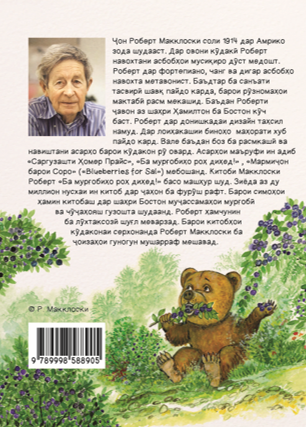 Ҷон Роберт Макклоски соли 1914 дар Амрико
зода шудааст. Дар овони кӯдакӣ Роберт
навохтани асбобҳои мусиқиро дӯст медошт.
Роберт дар фортепиано, чанг ва дигар асбобҳо
навохта метавонист. Баъдтар ба санъати
тасвирӣ шавқ пайдо карда, барои рӯзномаҳои
мактабӣ расм мекашид. Баъдан Роберти
ҷавон аз шаҳри Ҳамилтон ба Бостон кӯч
баст. Роберт дар донишкадаи дизайн таҳсил
намуд. Дар лоиҳакашии биноҳо маҳорати хуб
пайдо кард. Вале баъдан боз ба расмкашӣ ва
навиштани асарҳо барои кӯдакон рӯ овард. Асарҳои маъруфи ин адиб
«Саргузашти Ҳомер Прайс», «Ба мурғобиҳо роҳ диҳед!» , «Мармиҷон
барои Соро» («Blueberries for Sal») мебошанд. Китоби Макклоски
Роберт «Ба мурғобиҳо роҳ диҳед!» басо машҳур шуд. Зиёда аз ду
миллион нусхаи ин китоб дар ҷаҳон ба фурӯш рафт. Барои симоҳои
ҳамин китобаш дар шаҳри Бостон муҷассамаҳои мурғобӣ
ва чӯҷаҳояш гузошта шудаанд. Роберт ҳамчунин
ба лӯхтаксозӣ шуғл меварзад. Барои китобҳои
кӯдаконаи серхонанда Роберт Макклоски ба
ҷоизаҳои гуногун мушарраф мешавад.
© Р. Макклоски
9 789998 588905